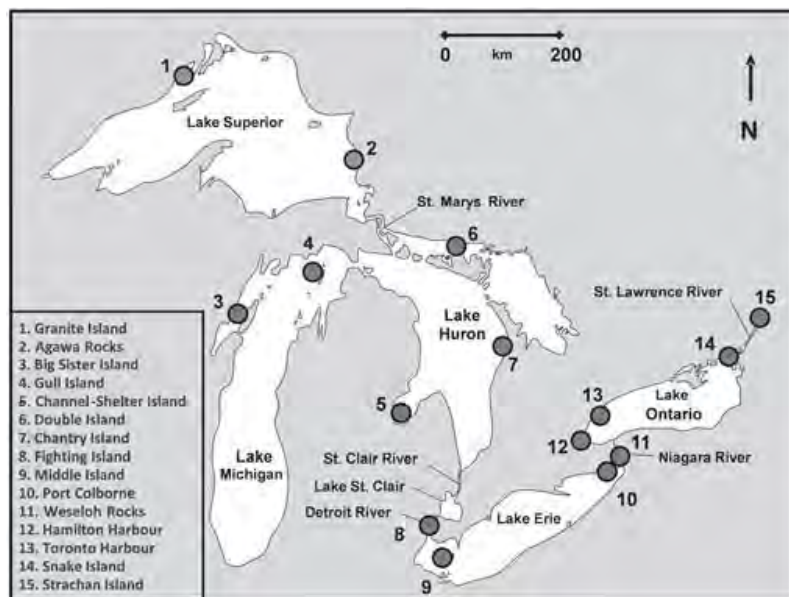 0 200
km
N
1
Lake Superior
2
St. Marys River
6
4
3
St. Lawrence River
15
Lake
Huron
7
14
5
13
Lake
Ontario
12
11
Niagara River
10
Lake
Michigan
St. Clair River
Lake St. Clair
Detroit River
8
Lake Erie
9
1. Granite Island
2. Agawa Rocks
3. Big Sister Island
4. Gull Island
5. Channel-Shelter Island
6. Double Island
7. Chantry Island
8. Fighting Island
9. Middle Island
10. Port Colborne
11. Weseloh Rocks
12. Hamilton Harbour
13. Toronto Harbour
14. Snake Island
15. Strachan Island